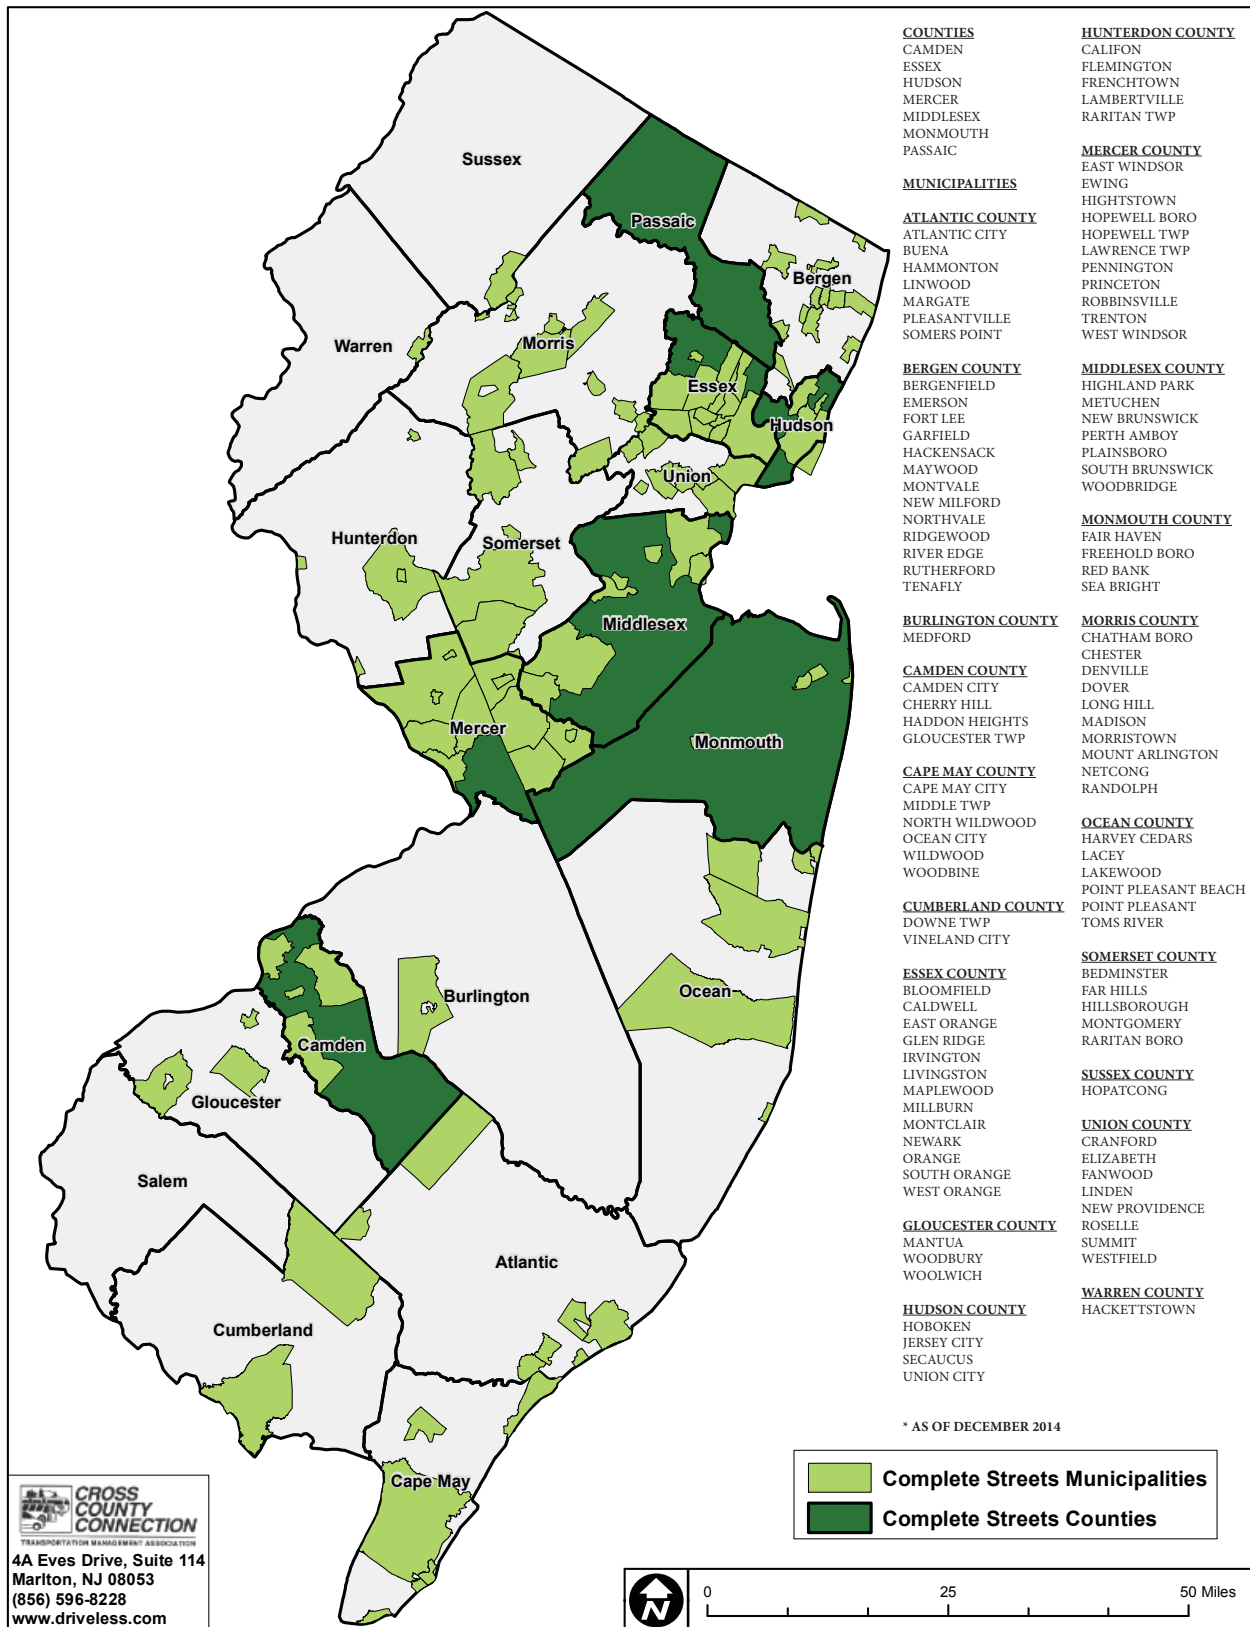 COUNTIES
CAMDEN
ESSEX
HUDSON
MERCER
MIDDLESEX
MONMOUTH
PASSAIC
MUNICIPALITIES
ATLANTIC COUNTY
ATLANTIC CITY
BUENA
HAMMONTON
LINWOOD
MARGATE
PLEASANTVILLE
SOMERS POINT
BERGEN COUNTY
BERGENFIELD
EMERSON
FORT LEE
GARFIELD
HACKENSACK
MAYWOOD
MONTVALE
NEW MILFORD
NORTHVALE
RIDGEWOOD
RIVER EDGE
RUTHERFORD
TENAFLY
BURLINGTON COUNTY
MEDFORD
CAMDEN COUNTY
CAMDEN CITY
CHERRY HILL
HADDON HEIGHTS
GLOUCESTER TWP
CAPE MAY COUNTY
CAPE MAY CITY
MIDDLE TWP
NORTH WILDWOOD
OCEAN CITY
WILDWOOD
WOODBINE
CUMBERLAND COUNTY
DOWNE TWP
VINELAND CITY
ESSEX COUNTY
BLOOMFIELD
CALDWELL
EAST ORANGE
GLEN RIDGE
IRVINGTON
LIVINGSTON
MAPLEWOOD
MILLBURN
MONTCLAIR
NEWARK
ORANGE
SOUTH ORANGE
WEST ORANGE
GLOUCESTER COUNTY
MANTUA
WOODBURY
WOOLWICH
HUDSON COUNTY
HOBOKEN
JERSEY CITY
SECAUCUS
UNION CITY
HUNTERDON COUNTY
CALIFON
FLEMINGTON
FRENCHTOWN
LAMBERTVILLE
RARITAN TWP
MERCER COUNTY
EAST WINDSOR
EWING
HIGHTSTOWN
HOPEWELL BORO
HOPEWELL TWP
LAWRENCE TWP
PENNINGTON
PRINCETON
ROBBINSVILLE
TRENTON
WEST WINDSOR
MIDDLESEX COUNTY
HIGHLAND PARK
METUCHEN
NEW BRUNSWICK
PERTH AMBOY
PLAINSBORO
SOUTH BRUNSWICK
WOODBRIDGE
MONMOUTH COUNTY
FAIR HAVEN
FREEHOLD BORO
RED BANK
SEA BRIGHT
MORRIS COUNTY
CHATHAM BORO
CHESTER
DENVILLE
DOVER
LONG HILL
MADISON
MORRISTOWN
MOUNT ARLINGTON
NETCONG
RANDOLPH
OCEAN COUNTY
HARVEY CEDARS
LACEY
LAKEWOOD
POINT PLEASANT BEACH
POINT PLEASANT
TOMS RIVER
SOMERSET COUNTY
BEDMINSTER
FAR HILLS
HILLSBOROUGH
MONTGOMERY
RARITAN BORO
SUSSEX COUNTY
HOPATCONG
UNION COUNTY
CRANFORD
ELIZABETH
FANWOOD
LINDEN
NEW PROVIDENCE
ROSELLE
SUMMIT
WESTFIELD
WARREN COUNTY
HACKETTSTOWN
* AS OF DECEMBER 2014
Sussex
Passaic
Bergen
Warren
Morris
Essex
Hudson
Union
Hunterdon
Somerset
Middlesex
Mercer
Monmouth
Ocean
Burlington
Camden
Gloucester
Salem
Atlantic
Cumberland
Cape May
Complete Streets Municipalities
Complete Streets Counties
CROSS
COUNTY
CONNECTION
TRANSPORTATION MANAGEMENT ASSOCIATION
4A Eves Drive, Suite 114
Marlton, NJ 08053
(856) 596-8228
www.driveless.com
N
0 25 50 Miles